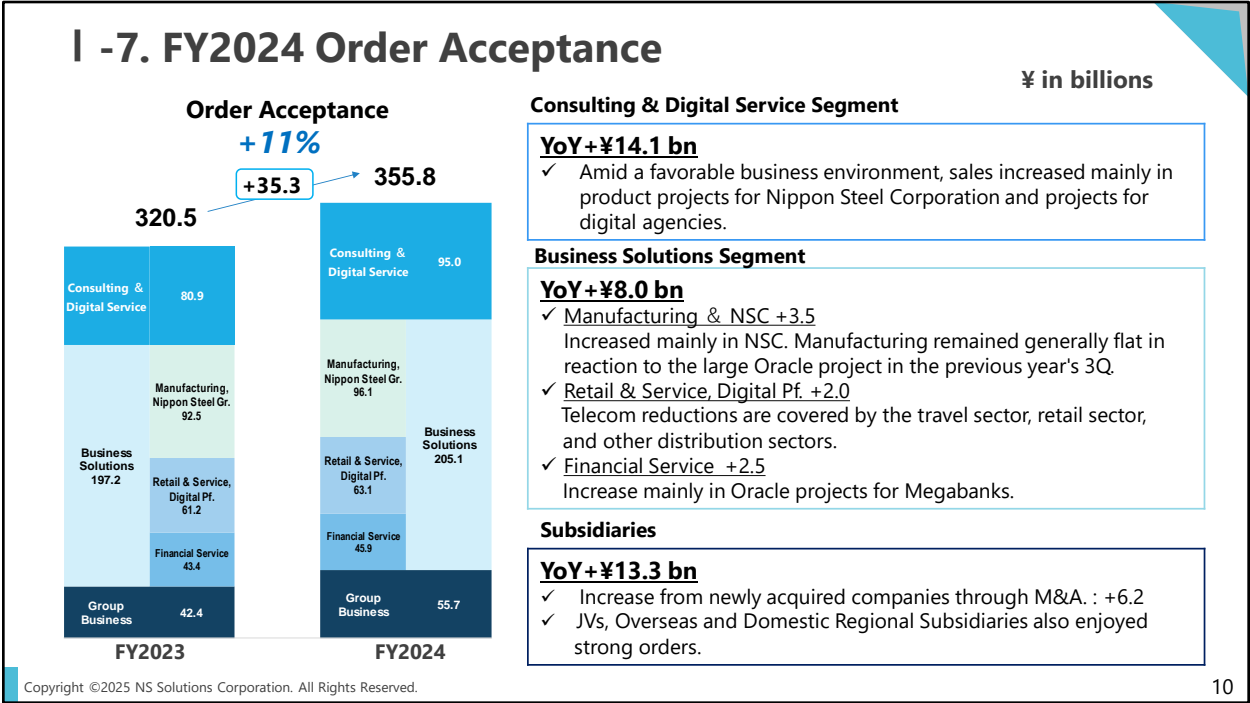 Ⅰ-7. FY2024 Order Acceptance
¥ in billions
Order Acceptance
+11%
+35.3
355.8
320.5
Consulting ＆
Digital Service
80.9
Business
Solutions
197.2
Manufacturing,
Nippon Steel Gr.
92.5
Retail & Service,
Digital Pf.
61.2
Financial Service
43.4
Group
Business
42.4
FY2023
Consulting ＆
Digital Service
95.0
Manufacturing,
Nippon Steel Gr.
96.1
Retail & Service,
Digital Pf.
63.1
Financial Service
45.9
Business
Solutions
205.1
Group
Business
55.7
FY2024
Consulting & Digital Service Segment
YoY+¥14.1 bn
✓ Amid a favorable business environment, sales increased mainly in
product projects for Nippon Steel Corporation and projects for
digital agencies.
Business Solutions Segment
YoY+¥8.0 bn
✓ Manufacturing ＆ NSC +3.5
Increased mainly in NSC. Manufacturing remained generally flat in
reaction to the large Oracle project in the previous year's 3Q.
✓ Retail & Service, Digital Pf. +2.0
Telecom reductions are covered by the travel sector, retail sector,
and other distribution sectors.
✓ Financial Service +2.5
Increase mainly in Oracle projects for Megabanks.
Subsidiaries
YoY+¥13.3 bn
✓ Increase from newly acquired companies through M&A. : +6.2
✓ JVs, Overseas and Domestic Regional Subsidiaries also enjoyed
strong orders.
Copyright ©2025 NS Solutions Corporation. All Rights Reserved.
10